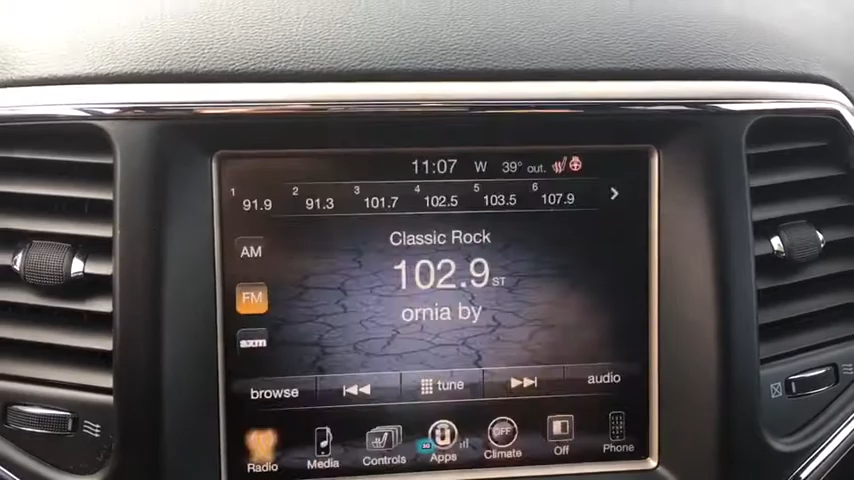 11:07 W 39° out
1 91.9 2 91.3 3 101.7 4 102.5 5 103.5 6 107.9
AM
Classic Rock
102.9 ST
FM
ornia by
sxm
browse tune audio
OFF
Radio Media Controls Apps Climate Off Phone